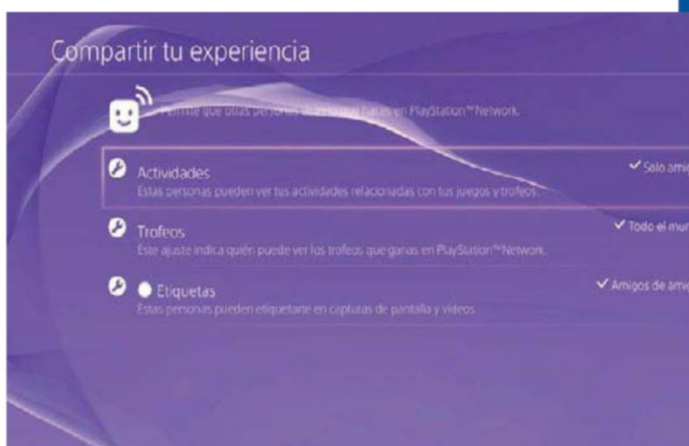 Compartir tu experiencia
Permite que otras personas que haces en PlayStation™Network.
Actividades
✓ Solo
Estas personas pueden ver tus actividades relacionadas con tus juegos y trofeos.
Trofeos
✓ Todo el
Este ajuste indica quién puede ver los trofeos que ganas en PlayStation™Network.
Etiquetas
✓ Amigos de
Estas personas pueden etiquetarte en capturas de pantalla y vídeos.